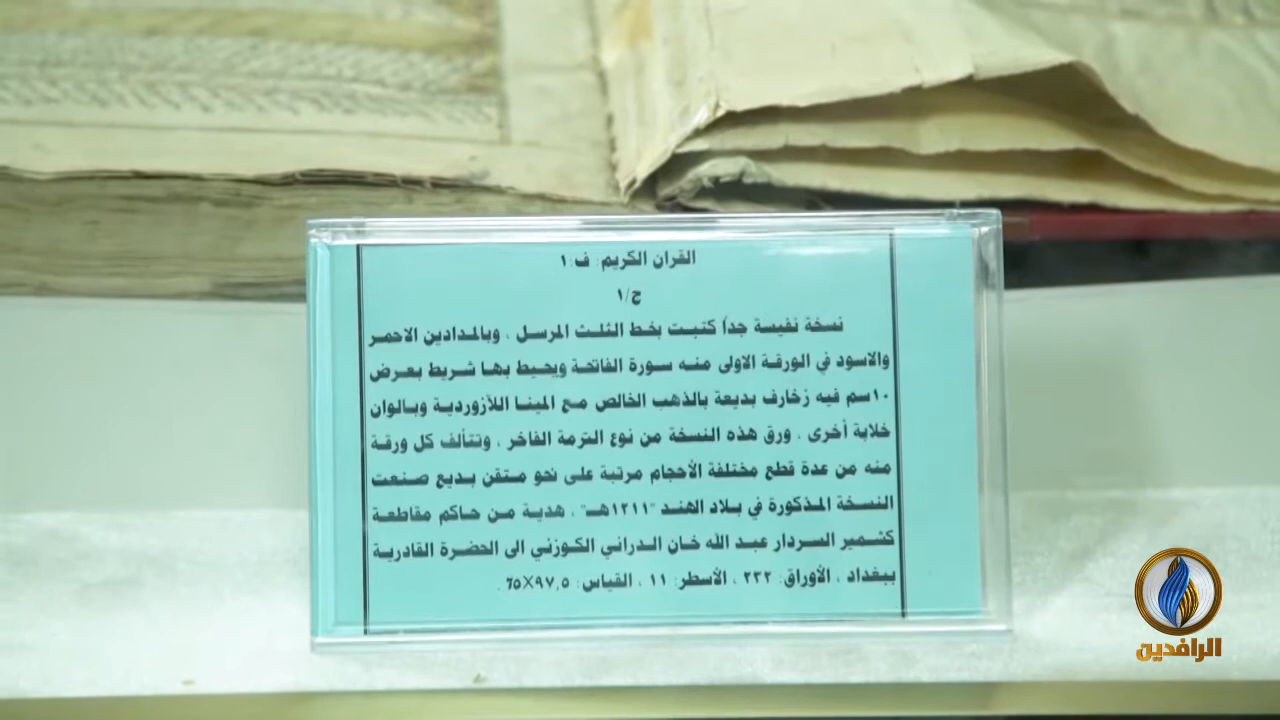 القران الكريم: ف:١
ج/١
نسخة نفيسة جداً كتبت بخط الثلث المرسل ، وبالمدادين الاحمر
والاسود في الورقة الاولى منه سورة الفاتحة ويحيط بها شريط بعرض
١٠سم فيه زخارف بديعة بالذهب الخالص مع المينا اللأزوردية وبالوان
خلابة أخرى ، ورق هذه النسخة من نوع الترمة الفاخر ، وتتألف كل ورقة
منه من عدة قطع مختلفة الأحجام مرتبة على نحو متقن بديع صنعت
النسخة المذكورة في بلاد الهند "١٢١١هـ" ، هدية من حاكم مقاطعة
كشمير السردار عبد الله خان الدراني الكوزني الى الحضرة القادرية
ببغداد ، الأوراق: ٢٣٢ ، الأسطر: ١١ ، القياس: ٩٧,٥×٦٥ .
الرافدين